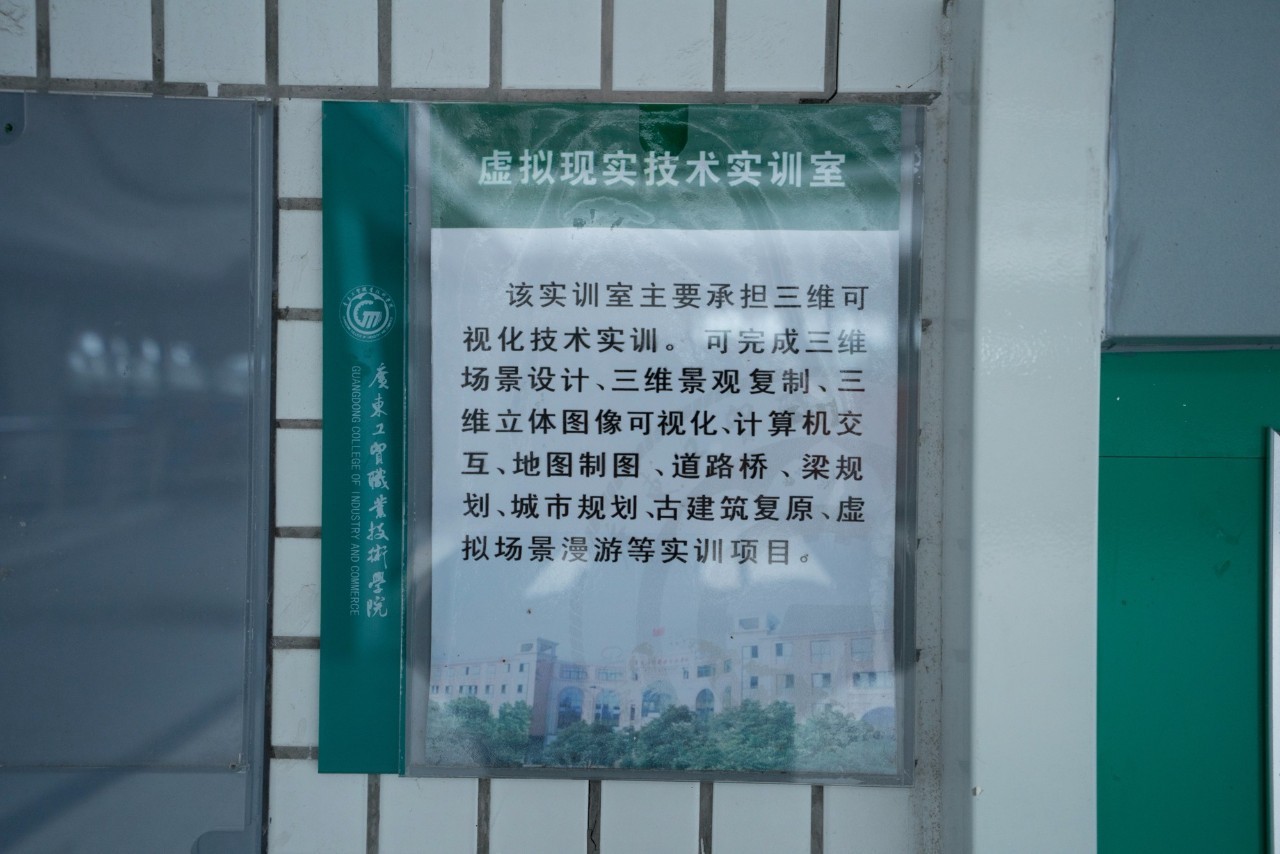 虚拟现实技术实训室
该实训室主要承担三维可
视化技术实训。 可完成三维
场景设计、三维景观复制、三
维立体图像可视化、计算机交
互、地图制图 、道路桥 、梁规
划、城市规划、古建筑复原、虚
拟场景漫游等实训项目。
廣東工貿職業技術學院
GUANGDONG COLLEGE OF INDUSTRY AND COMMERCE